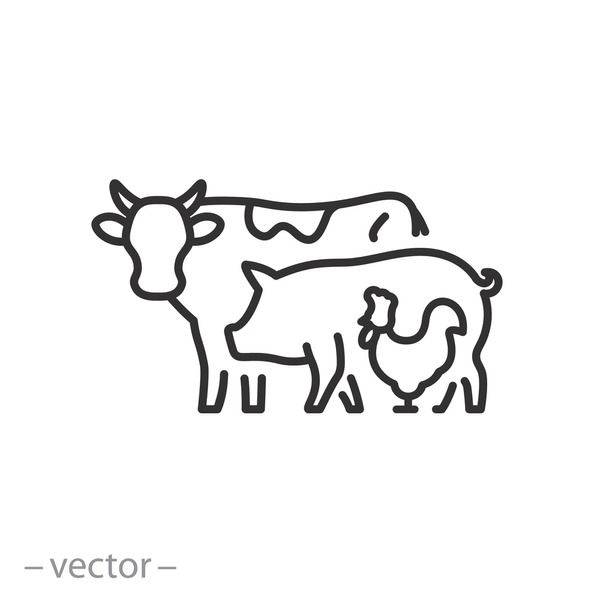 – vector –